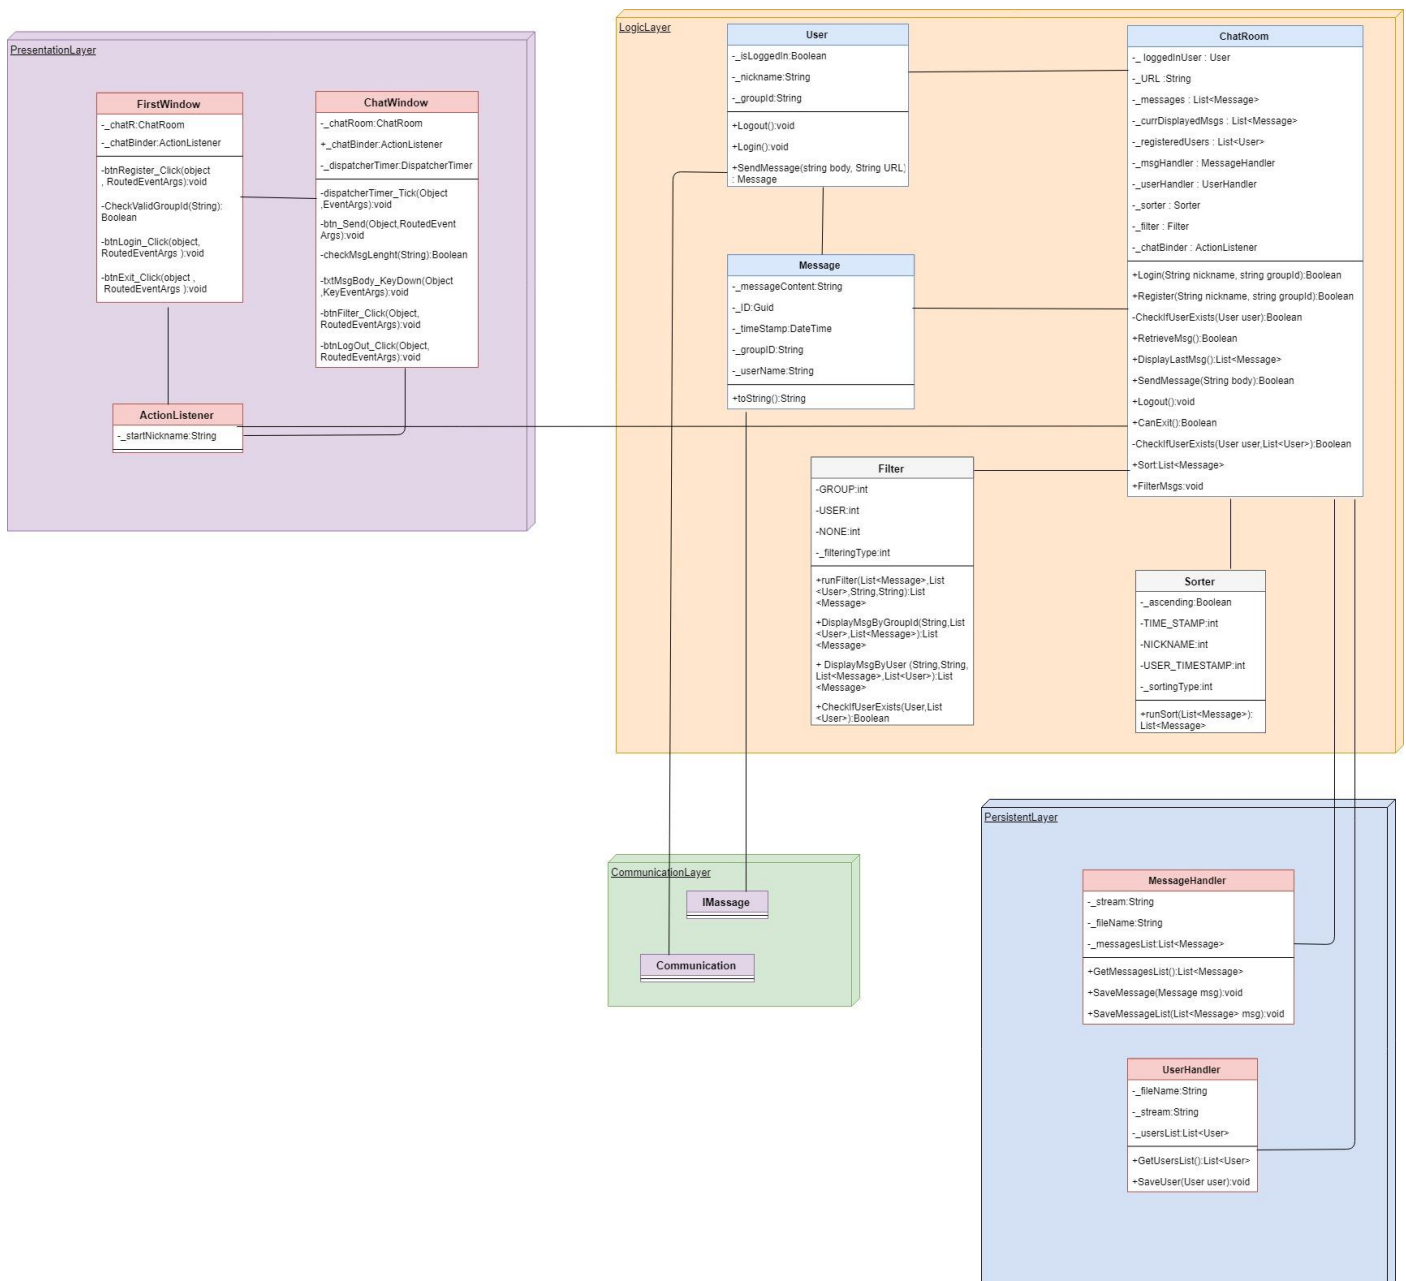 PresentationLayer
FirstWindow
-_chatR:ChatRoom
-_chatBinder:ActionListener
-btnRegister_Click(object
, RoutedEventArgs):void
-CheckValidGroupId(String):
Boolean
-btnLogin_Click(object,
RoutedEventArgs ):void
-btnExit_Click(object ,
RoutedEventArgs ):void
ChatWindow
-_chatRoom:ChatRoom
+_chatBinder:ActionListener
-_dispatcherTimer:DispatcherTimer
-dispatcherTimer_Tick(Object
,EventArgs):void
-btn_Send(Object,RoutedEvent
Args):void
-checkMsgLenght(String):Boolean
-txtMsgBody_KeyDown(Object
,KeyEventArgs):void
-btnFilter_Click(Object,
RoutedEventArgs):void
-btnLogOut_Click(Object,
RoutedEventArgs):void
ActionListener
-_startNickname:String
LogicLayer
User
-_isLoggedIn:Boolean
-_nickname:String
-_groupId:String
+Logout():void
+Login():void
+SendMessage(string body, String URL)
: Message
Message
-_messageContent:String
-_ID:Guid
-_timeStamp:DateTime
-_groupID:String
-_userName:String
+toString():String
ChatRoom
-_ loggedInUser : User
-_URL :String
-_messages : List<Message>
-_currDisplayedMsgs : List<Message>
-_registeredUsers : List<User>
-_msgHandler : MessageHandler
-_userHandler : UserHandler
-_sorter : Sorter
-_filter : Filter
-_chatBinder : ActionListener
+Login(String nickname, string groupId):Boolean
+Register(String nickname, string groupId):Boolean
-CheckIfUserExists(User user):Boolean
+RetrieveMsg():Boolean
+DisplayLastMsg():List<Message>
+SendMessage(String body):Boolean
+Logout():void
+CanExit():Boolean
-CheckIfUserExists(User user,List<User>):Boolean
+Sort:List<Message>
+FilterMsgs:void
Filter
-GROUP:int
-USER:int
-NONE:int
-_filteringType:int
+runFilter(List<Message>,List
<User>,String,String):List
<Message>
+DisplayMsgByGroupId(String,List
<User>,List<Message>):List
<Message>
+ DisplayMsgByUser (String,String,
List<Message>,List<User>):List
<Message>
+CheckIfUserExists(User,List
<User>):Boolean
Sorter
-_ascending:Boolean
-TIME_STAMP:int
-NICKNAME:int
-USER_TIMESTAMP:int
-_sortingType:int
+runSort(List<Message>):
List<Message>
CommunicationLayer
IMassage
Communication
PersistentLayer
MessageHandler
-_stream:String
-_fileName:String
-_messagesList:List<Message>
+GetMessagesList():List<Message>
+SaveMessage(Message msg):void
+SaveMessageList(List<Message> msg):void
UserHandler
-_fileName:String
-_stream:String
-_usersList:List<User>
+GetUsersList():List<User>
+SaveUser(User user):void